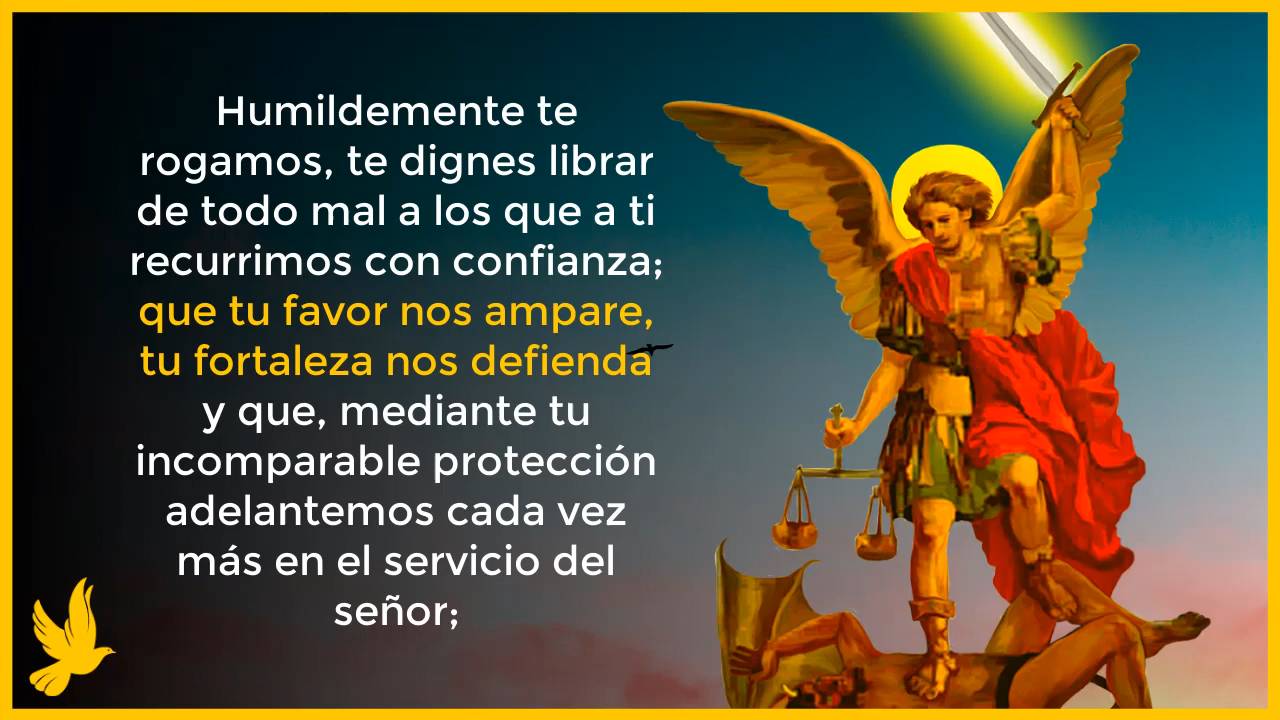 Humildemente te
rogamos, te dignes librar
de todo mal a los que a ti
recurrimos con confianza;
que tu favor nos ampare,
tu fortaleza nos defienda
y que, mediante tu
incomparable protección
adelantemos cada vez
más en el servicio del
señor;